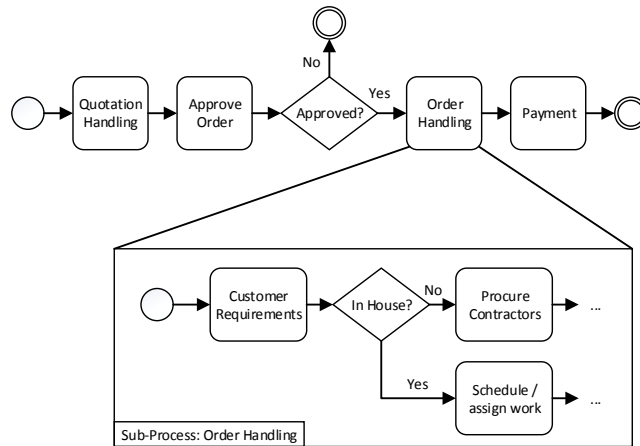 No
Yes
Quotation
Handling
Approve
Order
Approved?
Order
Handling
Payment
Customer
Requirements
In House?
No
Procure
Contractors
...
Yes
Schedule /
assign work
...
Sub-Process: Order Handling